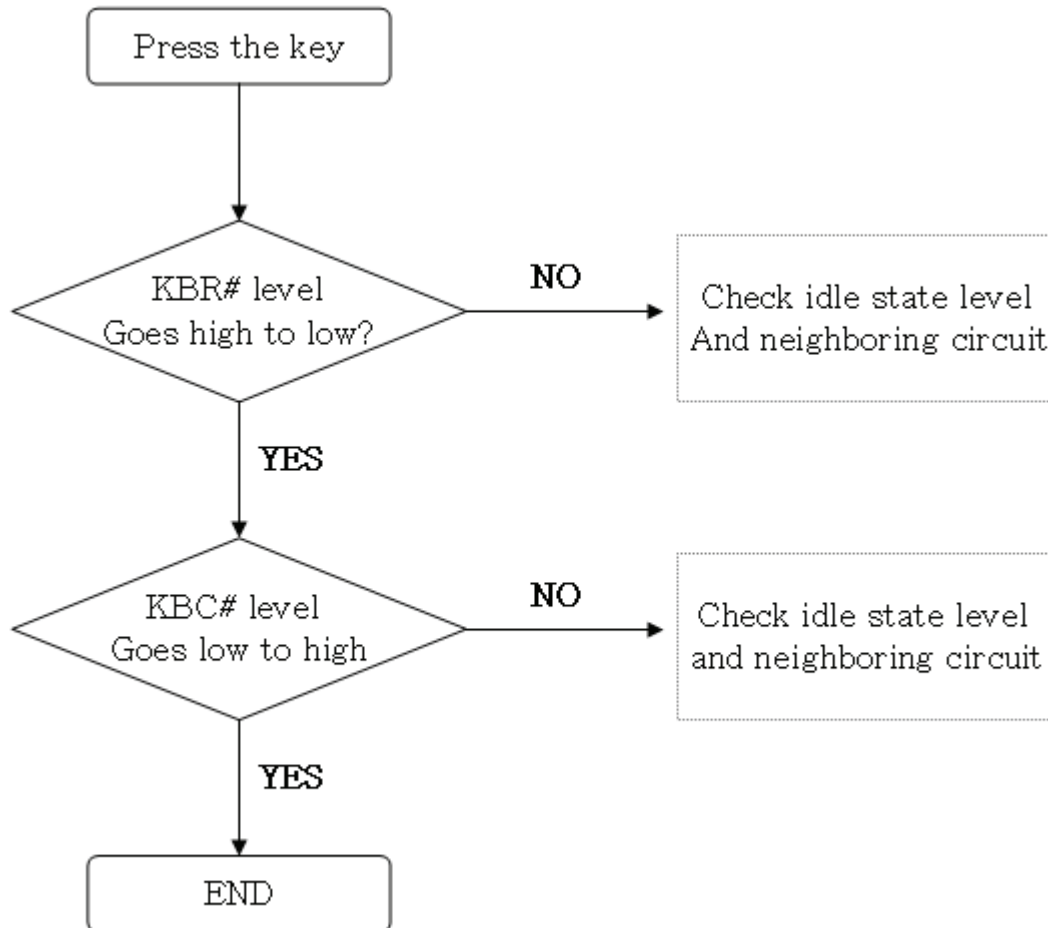 Press the key
KBR# level
Goes high to low?
NO
Check idle state level
And neighboring circuit
YES
KBC# level
Goes low to high
NO
Check idle state level
and neighboring circuit
YES
END